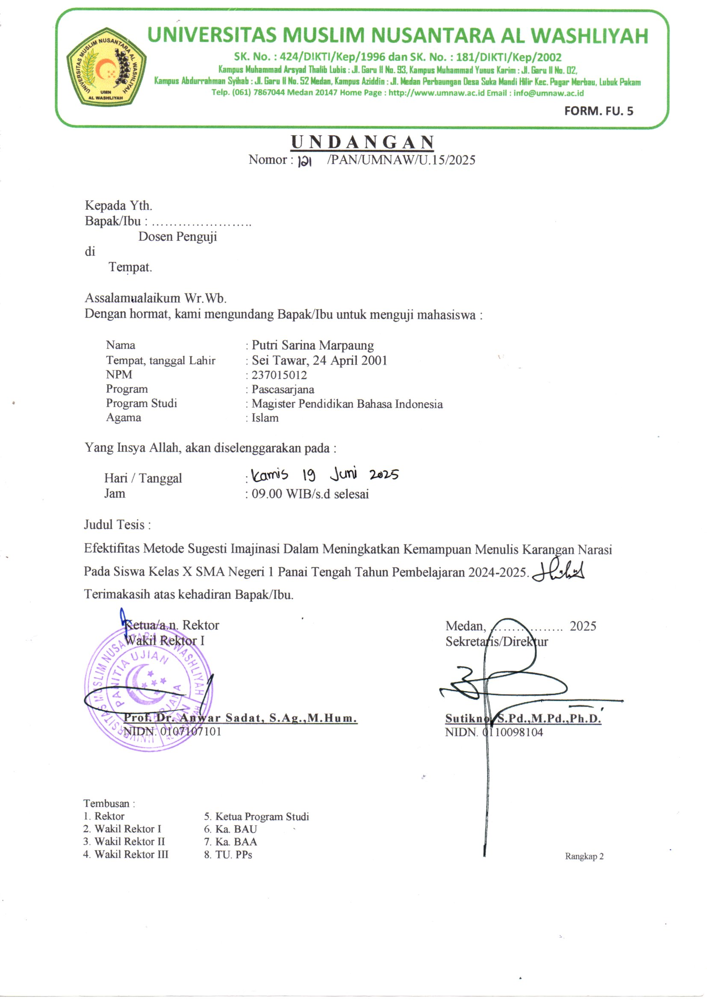 UNIVERSITAS MUSLIM NUSANTARA AL WASHLIYAH
UMN
AL WASHLIYAH
UNIVERSITAS MUSLIM NUSANTARA AL WASHLIYAH
SK. No. : 424/DIKTI/Kep/1996 dan SK. No. : 181/DIKTI/Kep/2002
Kampus Muhammad Arsyad Thalib Lubis : Jl. Garu II No. 93, Kampus Muhammad Yunus Karim : Jl. Garu II No. 02,
Kampus Abdurrahman Syihab : Jl. Garu II No. 52 Medan, Kampus Aziddin : Jl. Medan Perbaungan Desa Suka Mandi Hilir Kec. Pagar Merbau, Lubuk Pakam
Telp. (061) 7867044 Medan 20147 Home Page : http://www.umnaw.ac.id Email : info@umnaw.ac.id
FORM. FU. 5
UNDANGAN
Nomor : 121 /PAN/UMNAW/U.15/2025
Kepada Yth.
Bapak/Ibu : .......................
Dosen Penguji
di
Tempat.
Assalamualaikum Wr.Wb.
Dengan hormat, kami mengundang Bapak/Ibu untuk menguji mahasiswa :
Nama : Putri Sarina Marpaung
Tempat, tanggal Lahir : Sei Tawar, 24 April 2001
NPM : 237015012
Program : Pascasarjana
Program Studi : Magister Pendidikan Bahasa Indonesia
Agama : Islam
Yang Insya Allah, akan diselenggarakan pada :
Hari / Tanggal : Kamis 19 Juni 2025
Jam : 09.00 WIB/s.d selesai
Judul Tesis :
Efektifitas Metode Sugesti Imajinasi Dalam Meningkatkan Kemampuan Menulis Karangan Narasi
Pada Siswa Kelas X SMA Negeri 1 Panai Tengah Tahun Pembelajaran 2024-2025.
Terimakasih atas kehadiran Bapak/Ibu.
Ketua/a.n. Rektor
Wakil Rektor I
Medan, ................. 2025
Sekretaris/Direktur
UNIVERSITAS MUSLIM NUSANTARA AL WASHLIYAH
PANITIA UJIAN
SARJANA
UMN
AL WASHLIYAH
Prof. Dr. Anwar Sadat, S.Ag.,M.Hum.
NIDN. 0107107101
Sutikno, S.Pd.,M.Pd.,Ph.D.
NIDN. 0110098104
Tembusan :
1. Rektor 5. Ketua Program Studi
2. Wakil Rektor I 6. Ka. BAU
3. Wakil Rektor II 7. Ka. BAA
4. Wakil Rektor III 8. TU. PPs
Rangkap 2